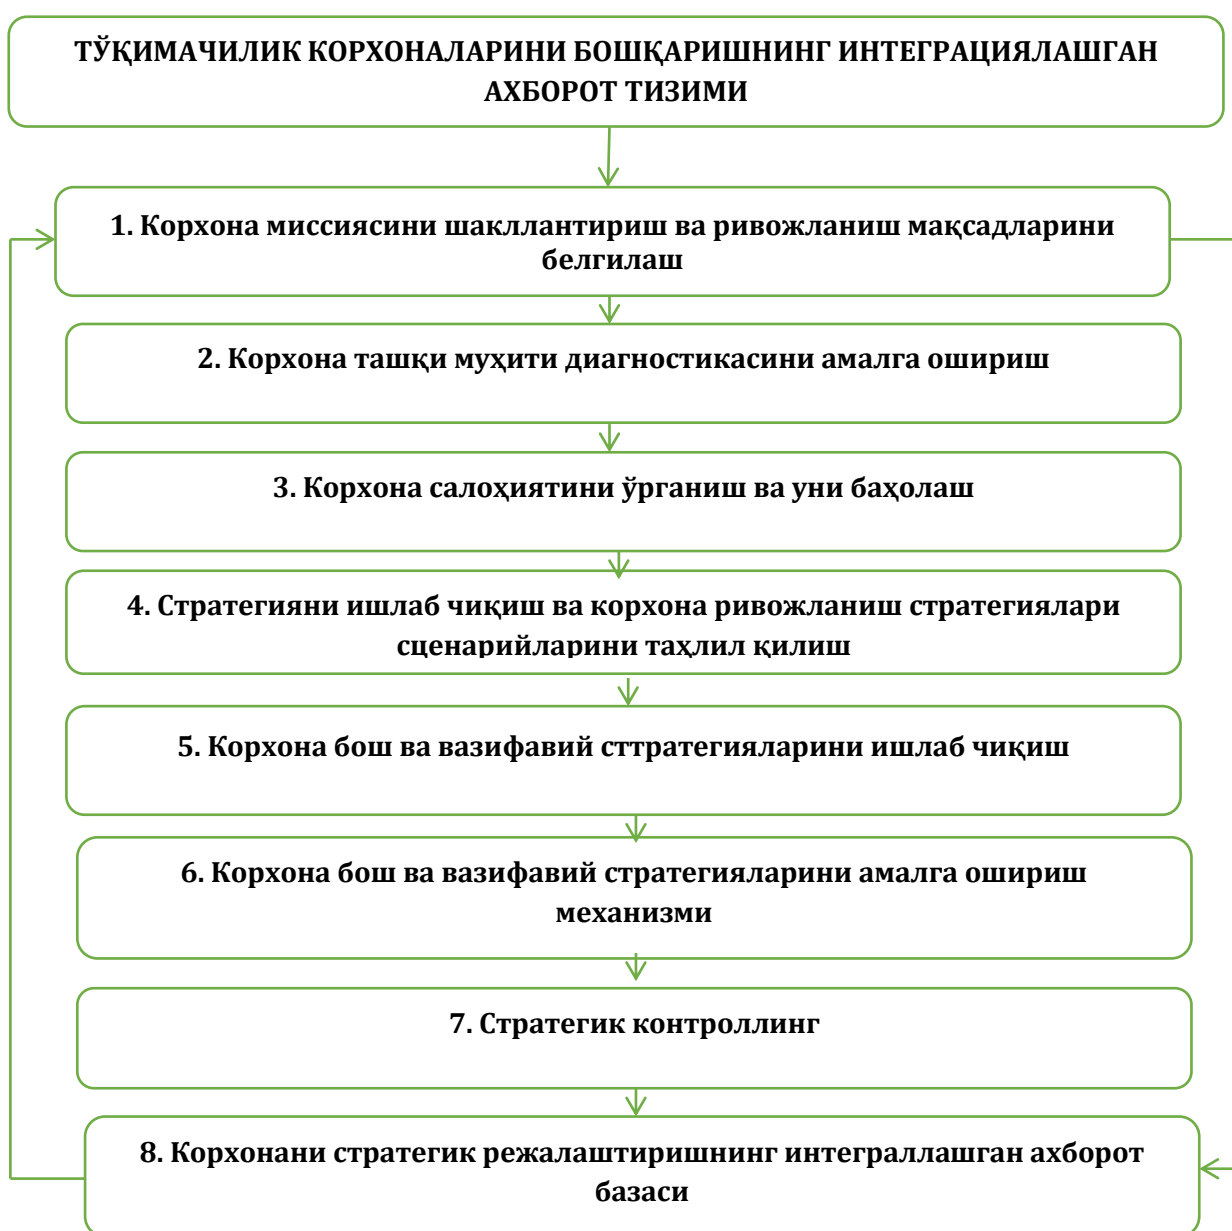 ТЎҚИМАЧИЛИК КОРХОНАЛАРИНИ БОШҚАРИШНИНГ ИНТЕГРАЦИЯЛАШГАН
АХБОРОТ ТИЗИМИ
1. Корхона миссиясини шакллантириш ва ривожланиш мақсадларини
белгилаш
2. Корхона ташқи муҳити диагностикасини амалга ошириш
3. Корхона салоҳиятини ўрганиш ва уни баҳолаш
4. Стратегияни ишлаб чиқиш ва корхона ривожланиш стратегиялари
сценарийларини таҳлил қилиш
5. Корхона бош ва вазифавий сттратегияларини ишлаб чиқиш
6. Корхона бош ва вазифавий стратегияларини амалга ошириш
механизми
7. Стратегик контроллинг
8. Корхонани стратегик режалаштиришнинг интеграллашган ахборот
базаси